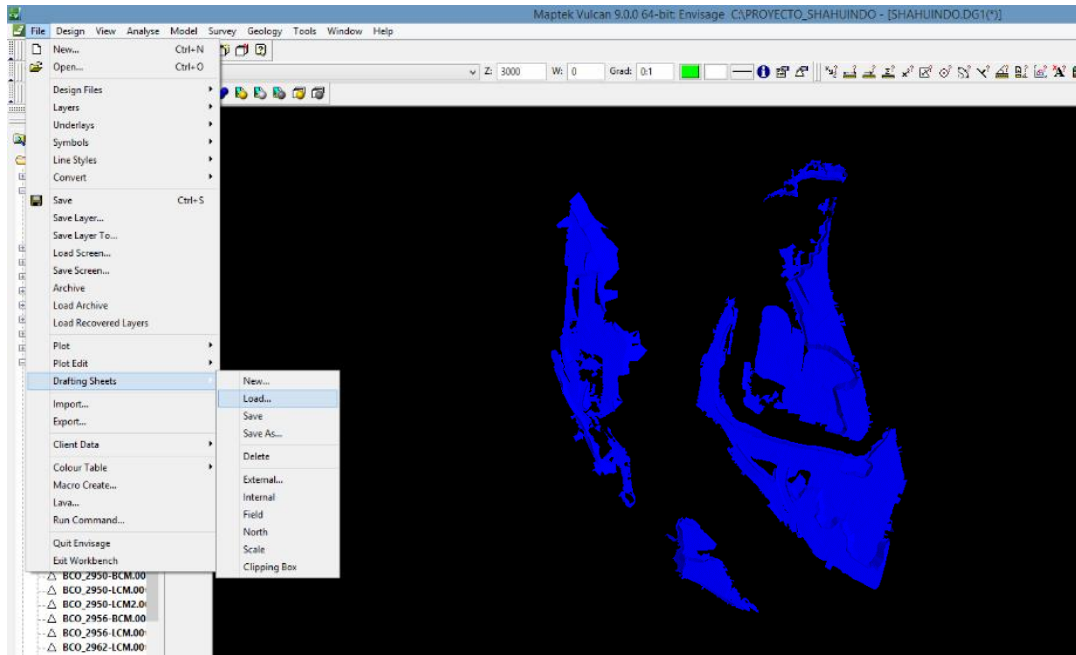 Maptek Vulcan 9.0.0 64-bit: Envisage C:\PROYECTO_SHAHUINDO - [SHAHUINDO.DG1(*)]
File Design View Analyse Model Survey Geology Tools Window Help
New... Ctrl+N
Open... Ctrl+O
Z: 3000 W: 0 Grad: 0:1
Design Files
Layers
Underlays
Symbols
Line Styles
Convert
Save Ctrl+S
Save Layer...
Save Layer To...
Load Screen...
Save Screen...
Archive
Load Archive
Load Recovered Layers
Plot
Plot Edit
Drafting Sheets
Import...
Export...
Client Data
Colour Table
Macro Create...
Lava...
Run Command...
Quit Envisage
Exit Workbench
New...
Load...
Save
Save As...
Delete
External...
Internal
Field
North
Scale
Clipping Box
BCO_2950-BCM.00
BCO_2950-LCM.00
BCO_2950-LCM2.0
BCO_2956-BCM.00
BCO_2956-LCM.00
BCO_2962-LCM.00